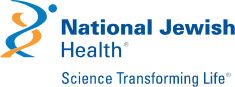 National Jewish
Health®
Science Transforming Life®